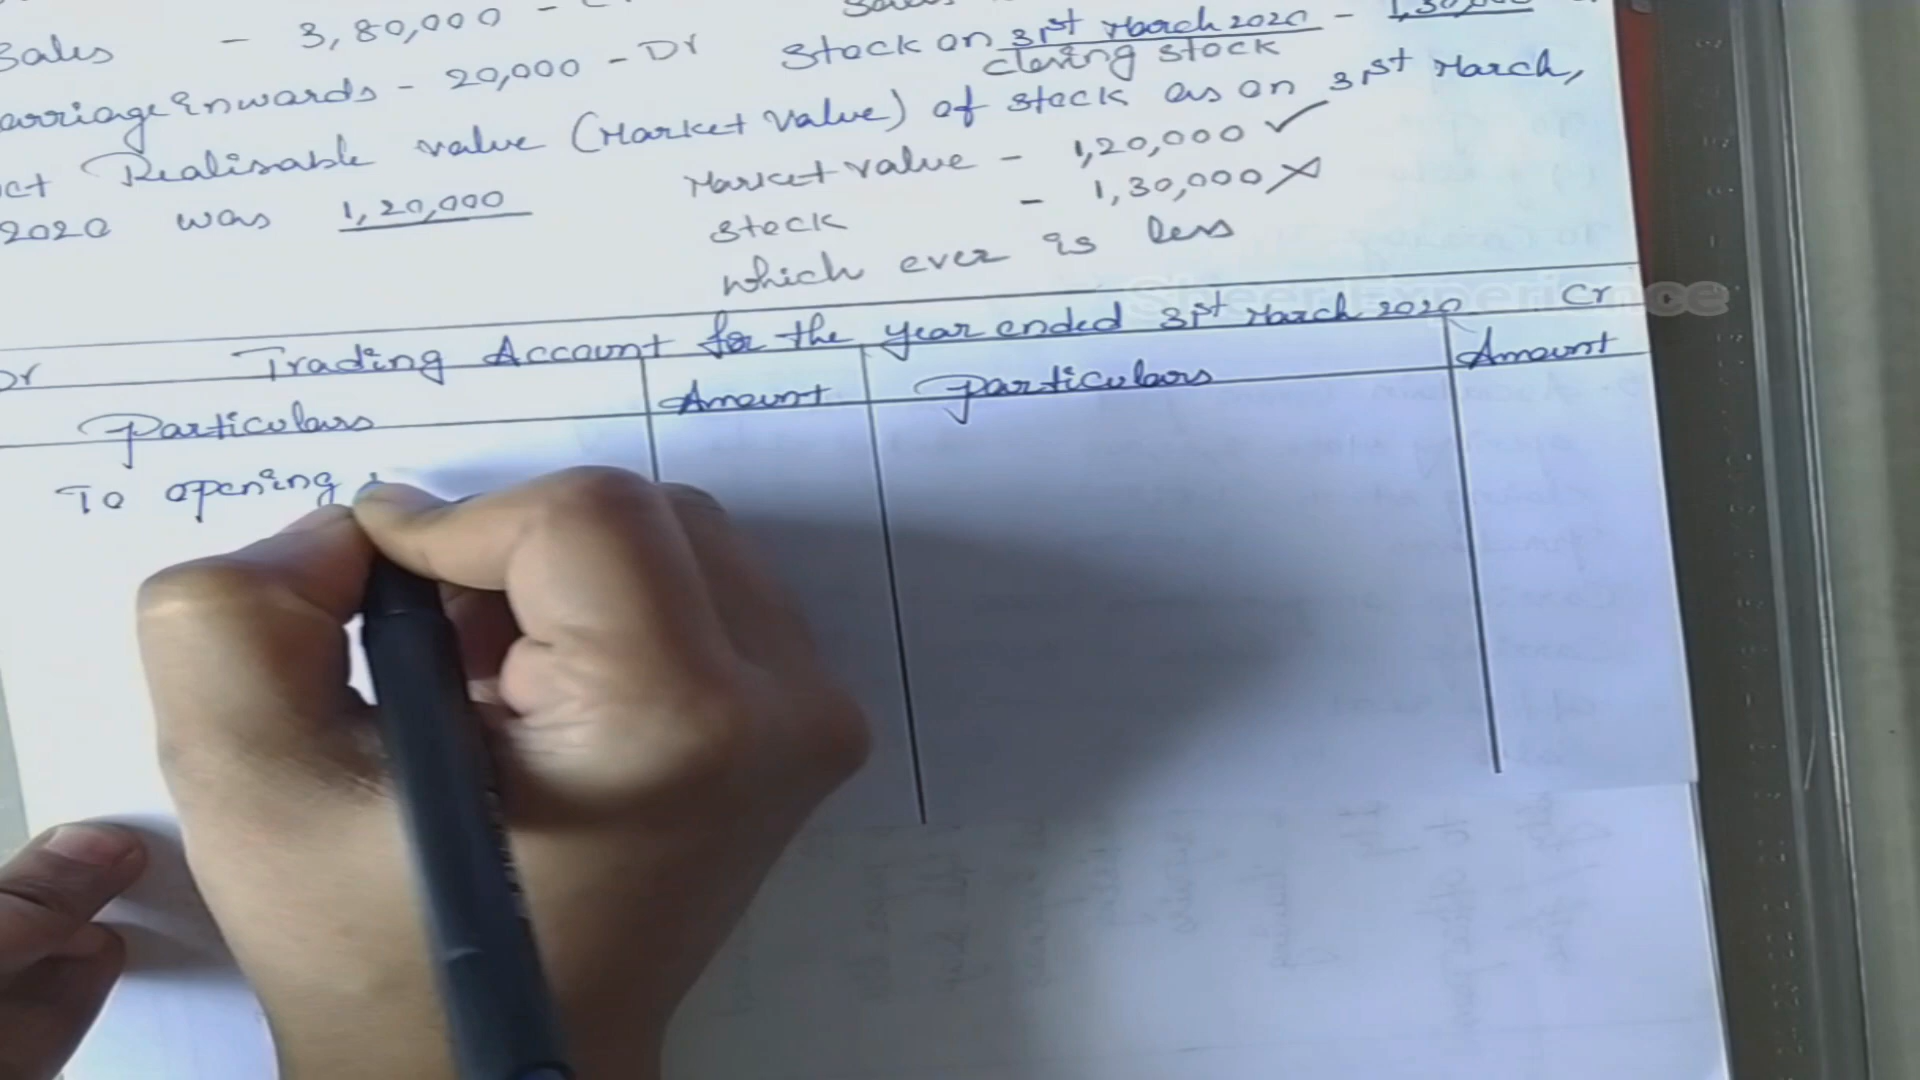 Sales - 3,80,000 -
Stock on 31st March 2020 -
closing stock
Carriage Inwards - 20,000 - Dr
Realisable value (Market value) of stock as on 31st March,
2020 was 1,20,000
Market value - 1,20,000 ✓
Stock - 1,30,000 ✗
which ever is less
Sheer Experience
Dr Trading Account for the year ended 31st March 2020 Cr
Particulars Amount Particulars Amount
To opening